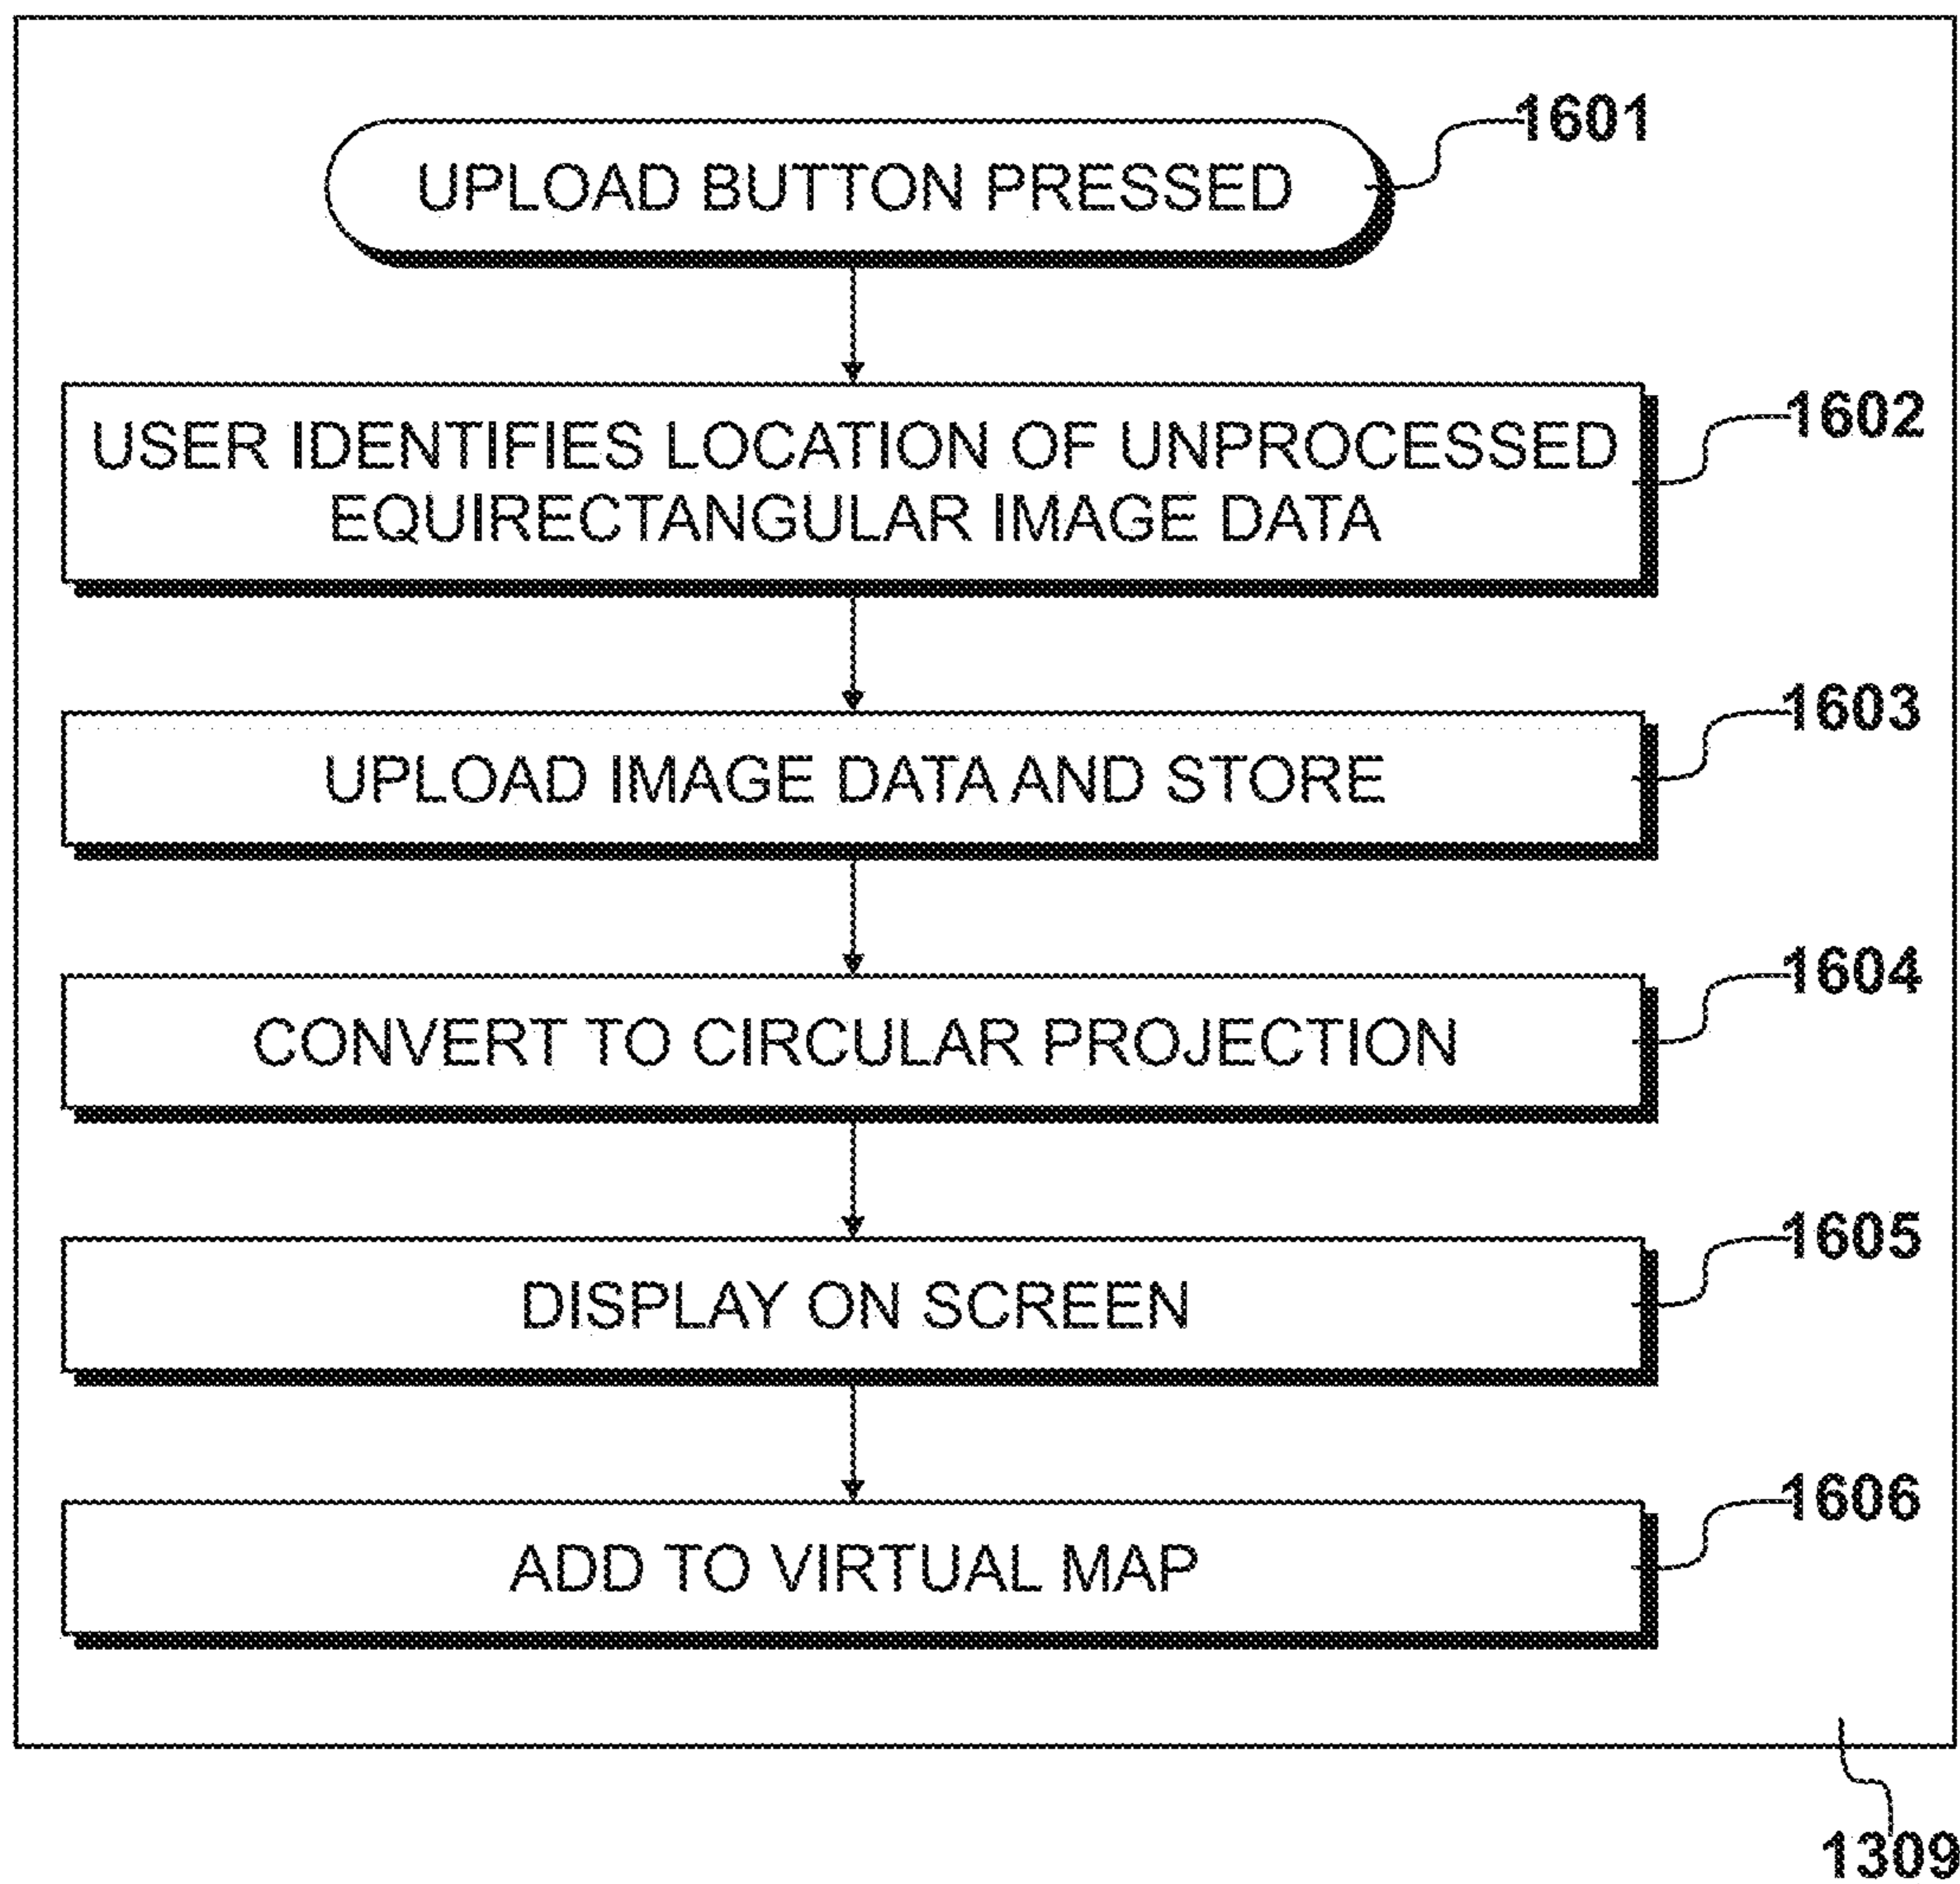 1601
UPLOAD BUTTON PRESSED
1602
USER IDENTIFIES LOCATION OF UNPROCESSED
EQUIRECTANGULAR IMAGE DATA
1603
UPLOAD IMAGE DATA AND STORE
1604
CONVERT TO CIRCULAR PROJECTION
1605
DISPLAY ON SCREEN
1606
ADD TO VIRTUAL MAP
1309